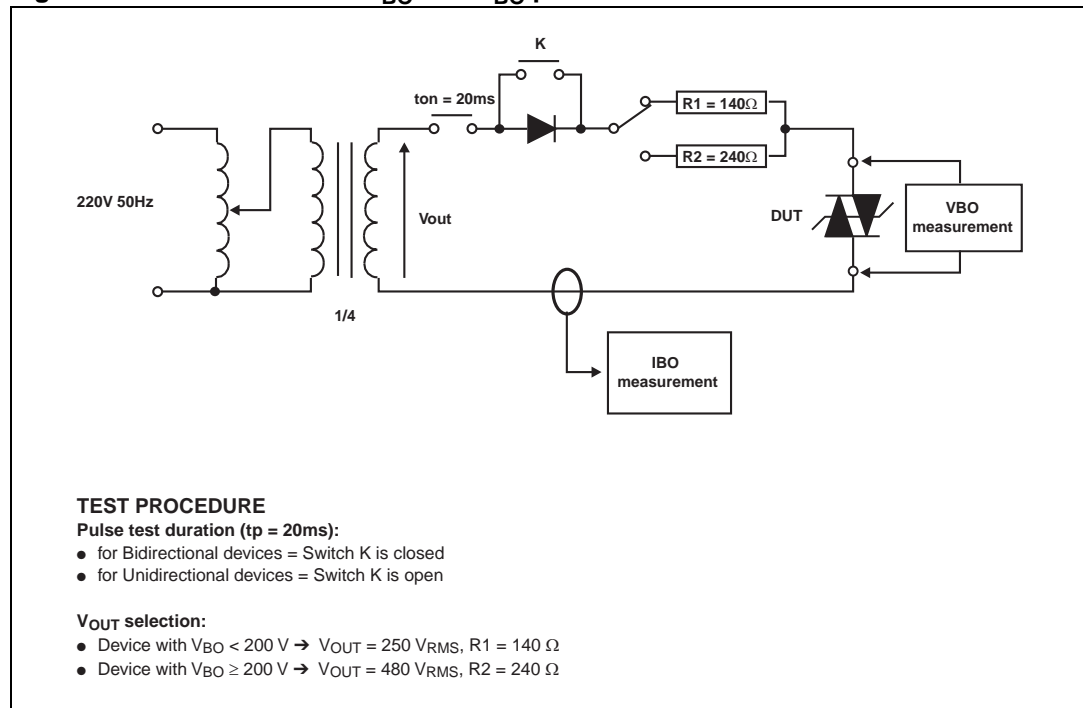 K
ton = 20ms
R1 = 140Ω
R2 = 240Ω
220V 50Hz
Vout
DUT
VBO
measurement
1/4
IBO
measurement
TEST PROCEDURE
Pulse test duration (tp = 20ms):
● for Bidirectional devices = Switch K is closed
● for Unidirectional devices = Switch K is open
VOUT selection:
● Device with VBO < 200 V ➔ VOUT = 250 VRMS, R1 = 140 Ω
● Device with VBO ≥ 200 V ➔ VOUT = 480 VRMS, R2 = 240 Ω